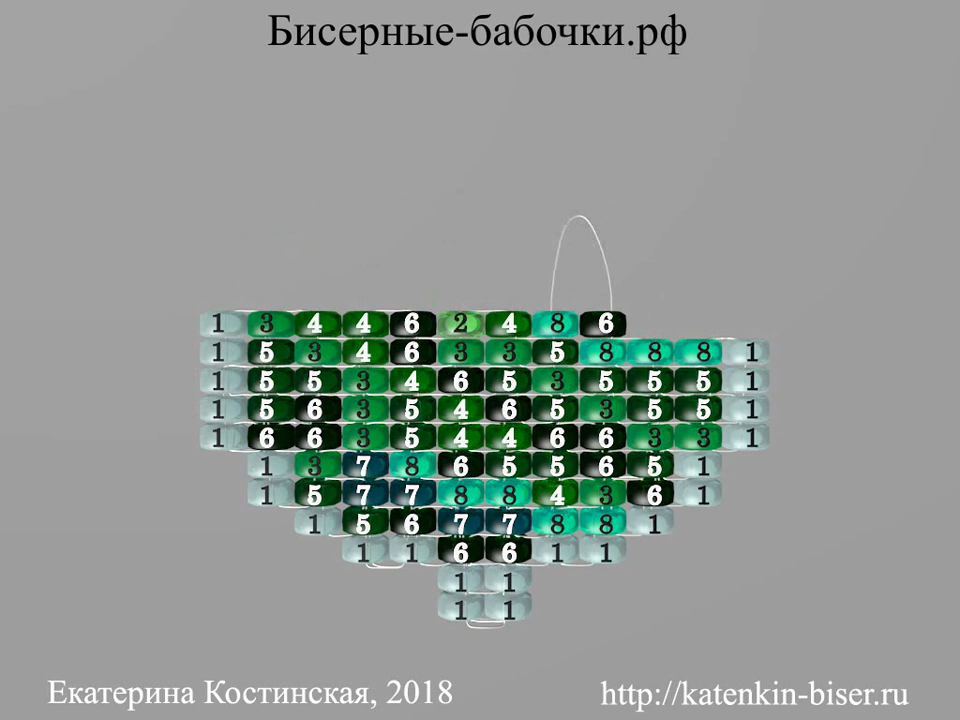 Бисерные-бабочки.рф
1 3 4 4 6 2 4 8 6
1 5 3 4 6 3 3 5 8 8 8 1
1 5 5 3 4 6 5 3 5 5 5 1
1 5 6 3 5 4 6 5 3 5 5 1
1 6 6 3 5 4 4 6 6 3 3 1
1 3 7 8 6 5 5 6 5 1
1 5 7 7 8 8 4 3 6 1
1 5 6 7 7 8 8 1
1 1 6 6 1 1
1 1
1 1
Екатерина Костинская, 2018 http://katenkin-biser.ru